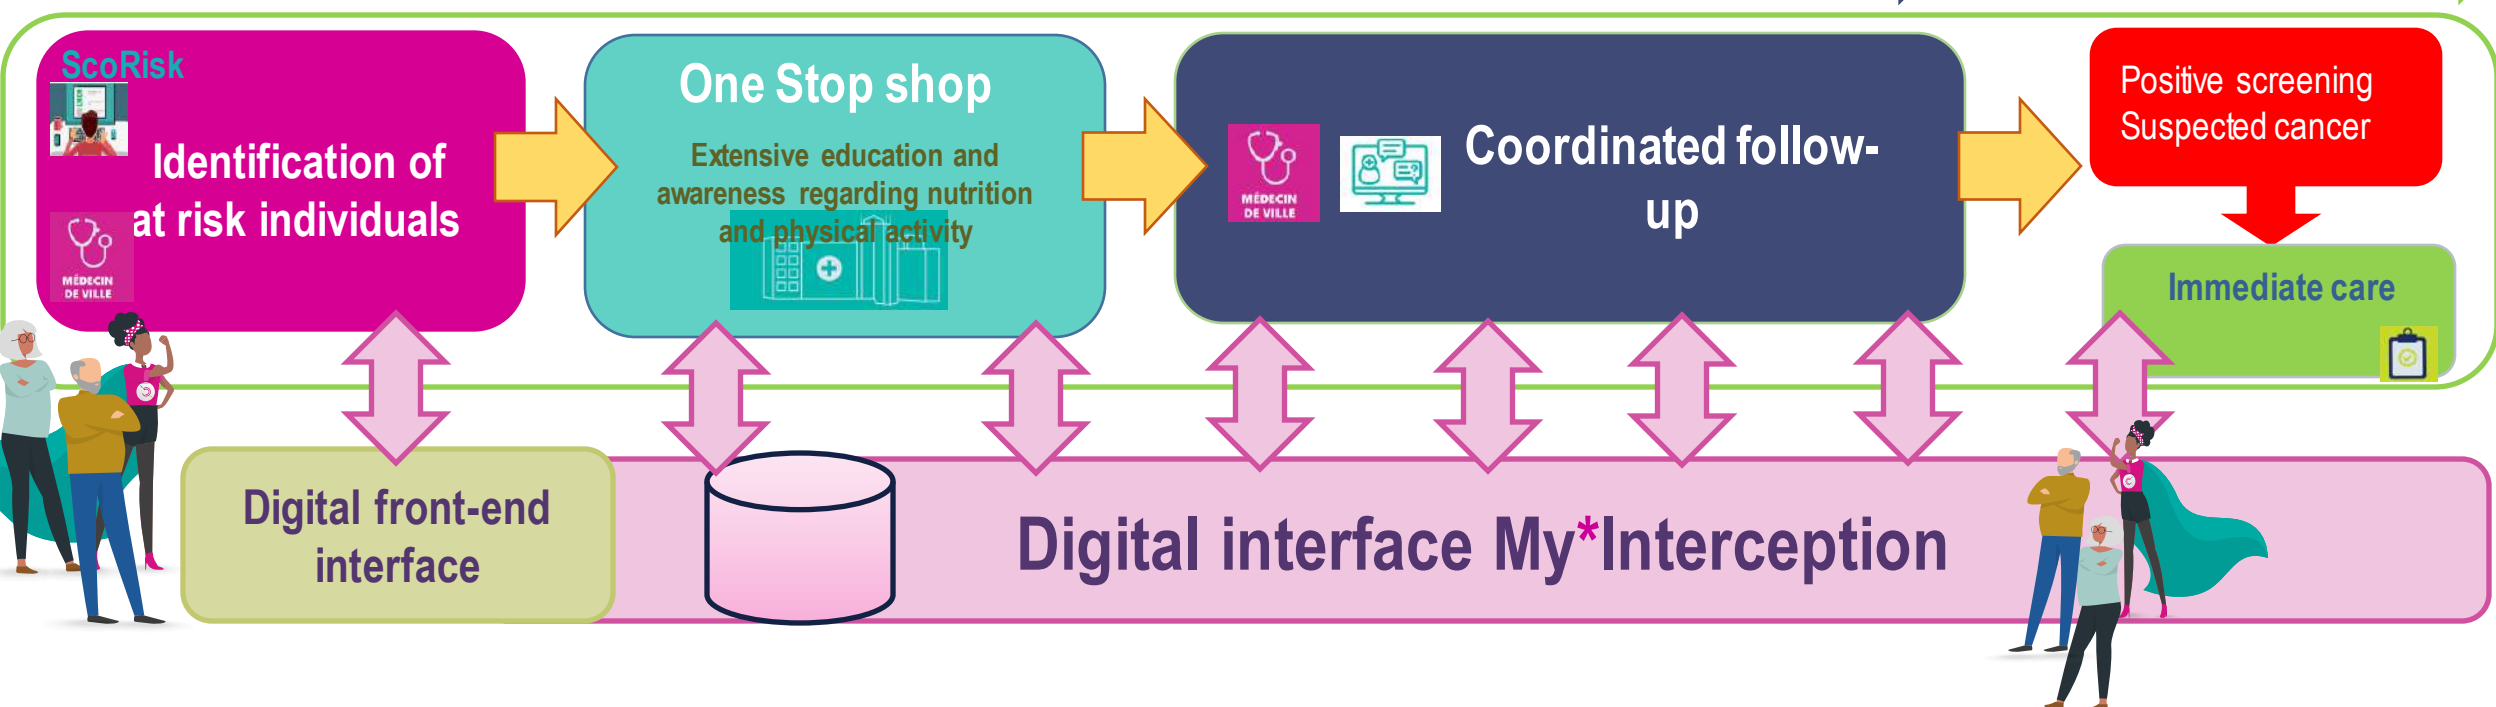 ScoRisk
Identification of
at risk individuals
MÉDECIN
DE VILLE
One Stop shop
Extensive education and
awareness regarding nutrition
and physical activity
MÉDECIN
DE VILLE
Coordinated follow-
up
Positive screening
Suspected cancer
Immediate care
Digital front-end
interface
Digital interface My*Interception